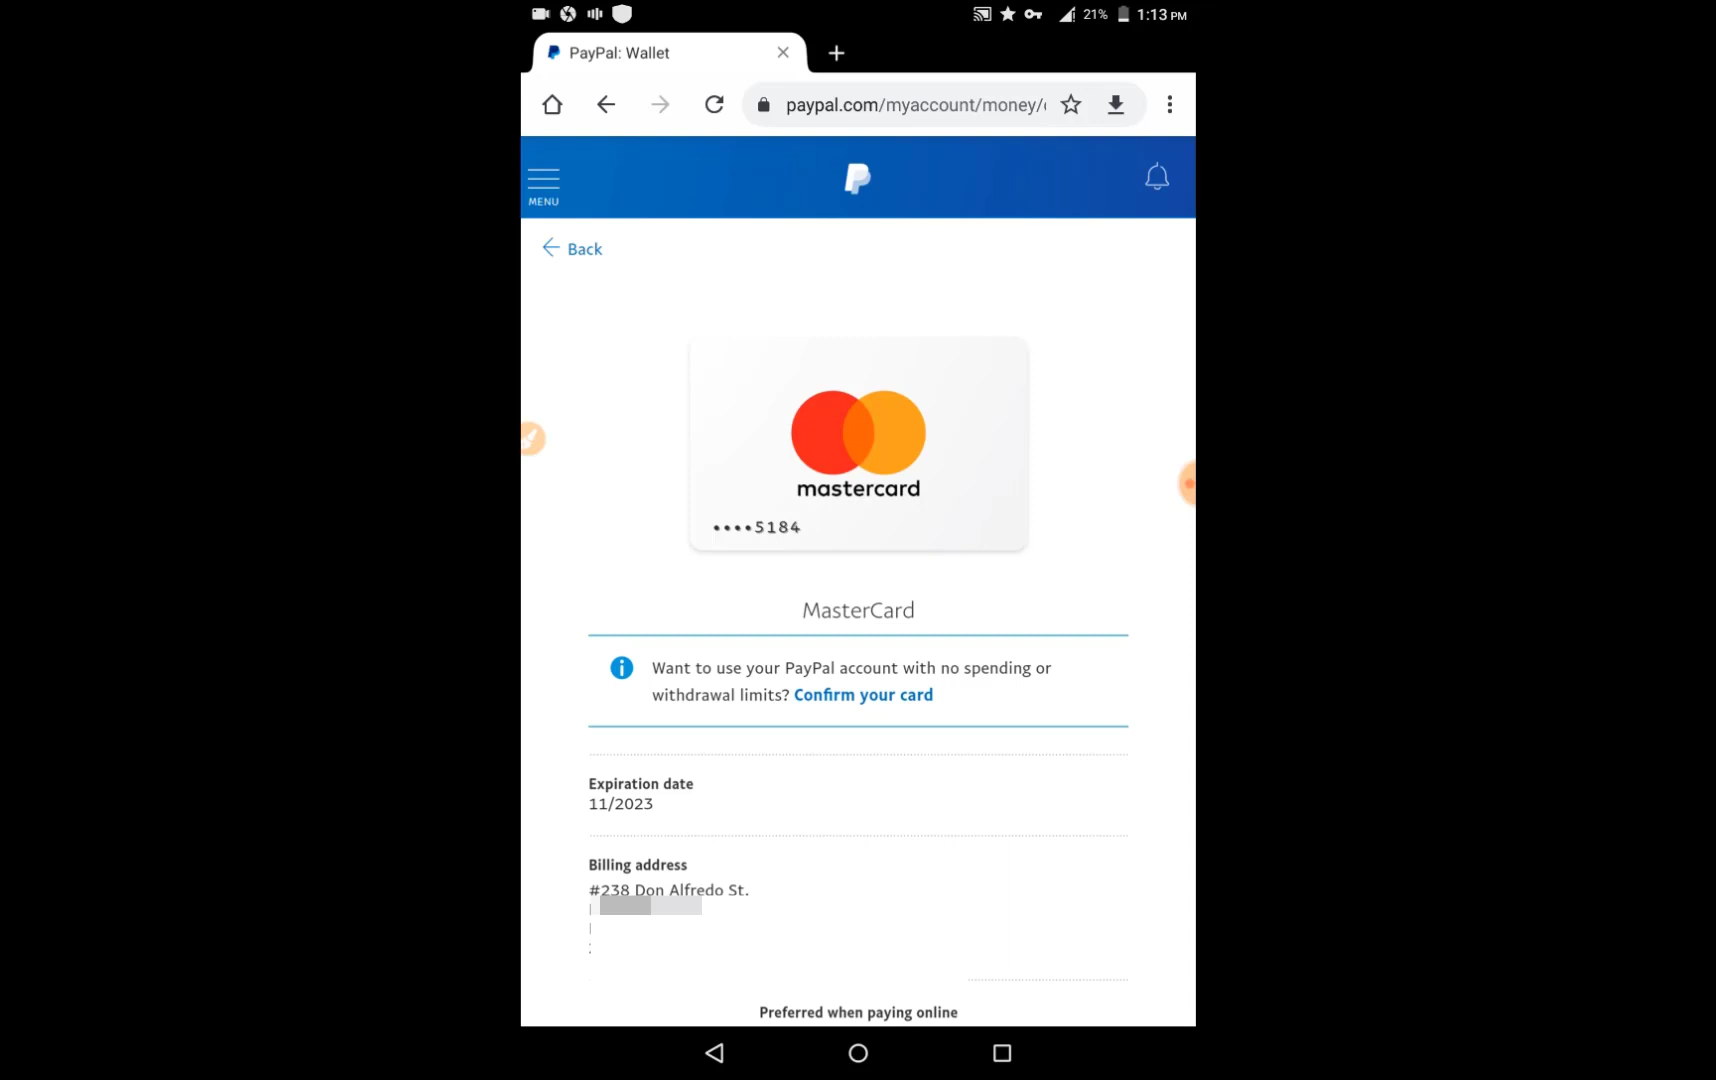 21% 1:13 PM
PayPal: Wallet
paypal.com/myaccount/money/
MENU
Back
mastercard
••••5184
MasterCard
Want to use your PayPal account with no spending or
withdrawal limits? Confirm your card
Expiration date
11/2023
Billing address
#238 Don Alfredo St.
Preferred when paying online